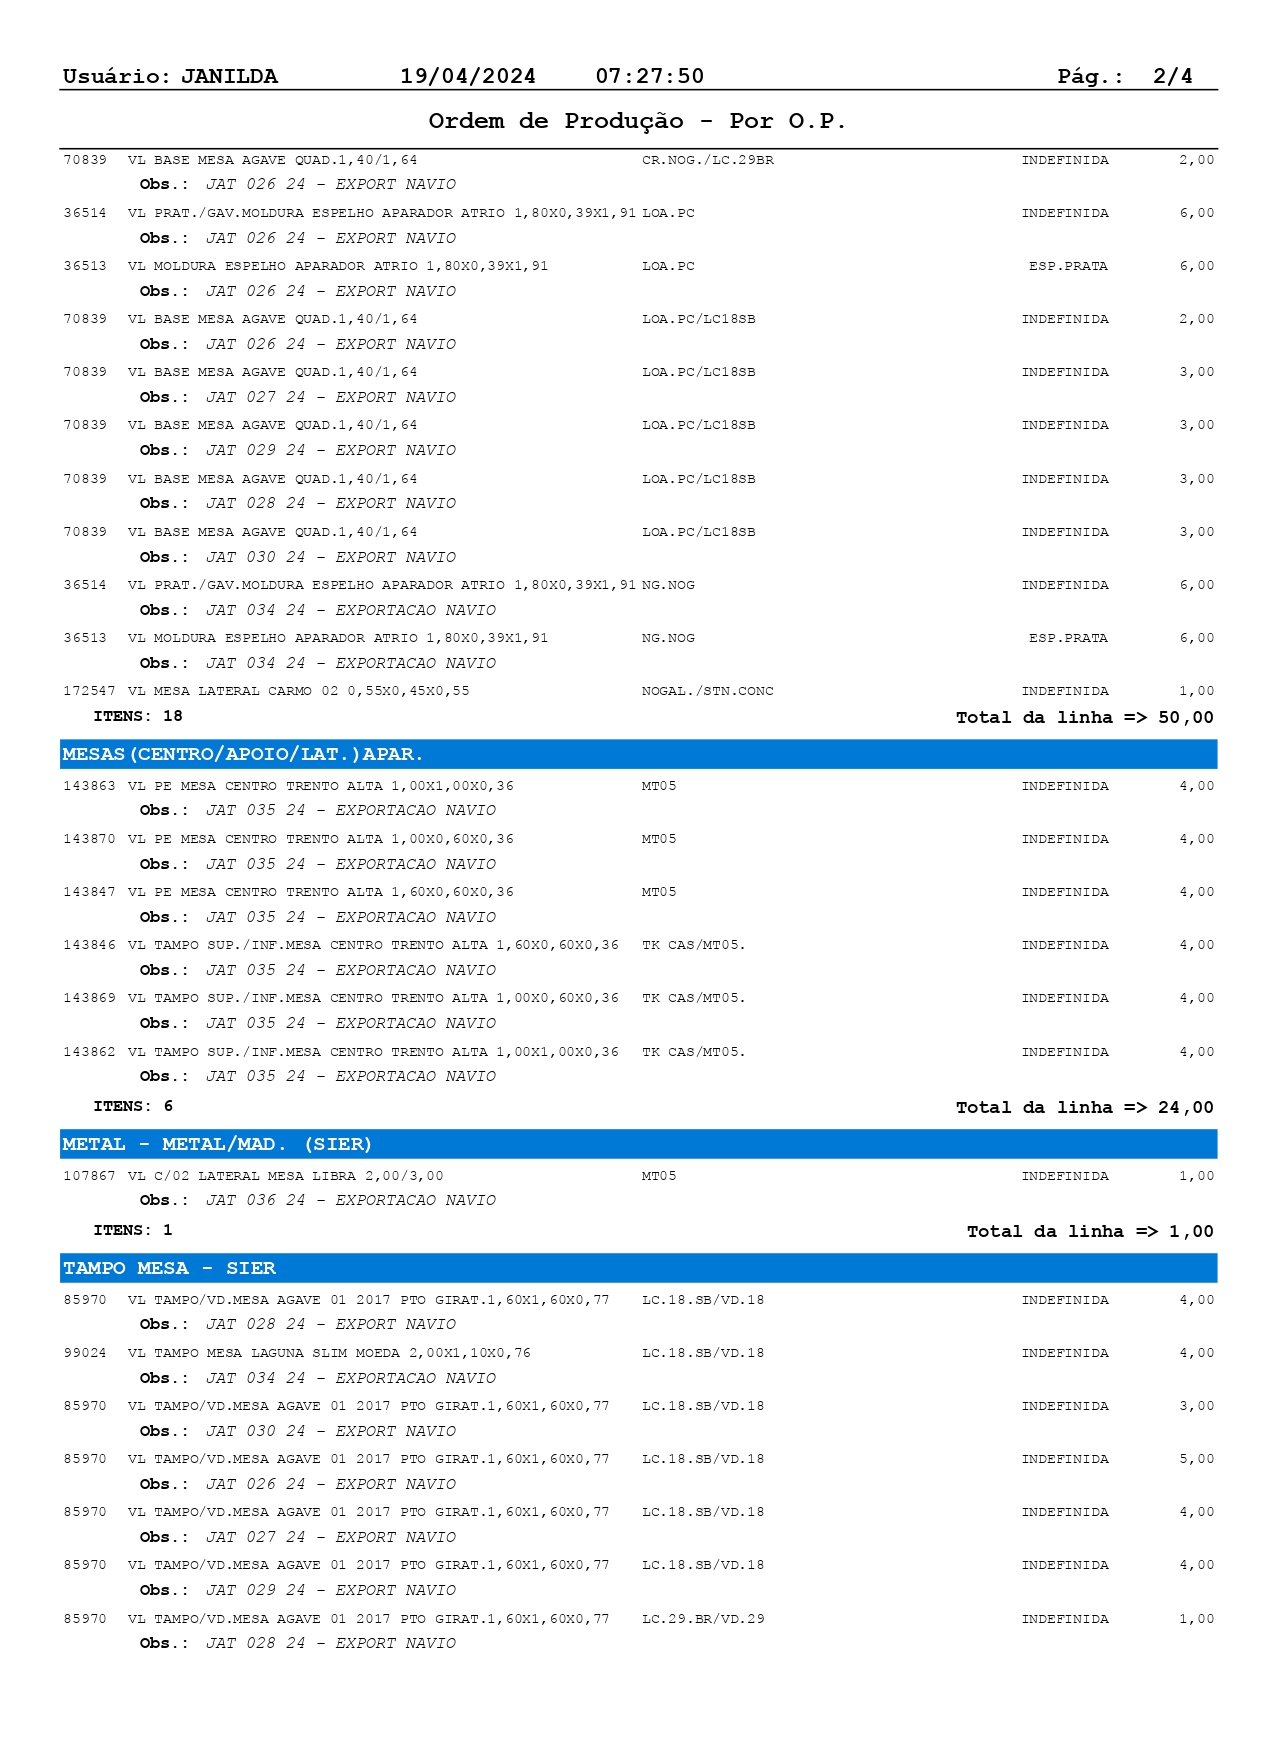 Usuário: JANILDA 19/04/2024 07:27:50 Pág.: 2/4
Ordem de Produção - Por O.P.
70839 VL BASE MESA AGAVE QUAD.1,40/1,64 CR.NOG./LC.29BR INDEFINIDA 2,00
Obs.: JAT 026 24 - EXPORT NAVIO
36514 VL PRAT./GAV.MOLDURA ESPELHO APARADOR ATRIO 1,80X0,39X1,91 LOA.PC INDEFINIDA 6,00
Obs.: JAT 026 24 - EXPORT NAVIO
36513 VL MOLDURA ESPELHO APARADOR ATRIO 1,80X0,39X1,91 LOA.PC ESP.PRATA 6,00
Obs.: JAT 026 24 - EXPORT NAVIO
70839 VL BASE MESA AGAVE QUAD.1,40/1,64 LOA.PC/LC18SB INDEFINIDA 2,00
Obs.: JAT 026 24 - EXPORT NAVIO
70839 VL BASE MESA AGAVE QUAD.1,40/1,64 LOA.PC/LC18SB INDEFINIDA 3,00
Obs.: JAT 027 24 - EXPORT NAVIO
70839 VL BASE MESA AGAVE QUAD.1,40/1,64 LOA.PC/LC18SB INDEFINIDA 3,00
Obs.: JAT 029 24 - EXPORT NAVIO
70839 VL BASE MESA AGAVE QUAD.1,40/1,64 LOA.PC/LC18SB INDEFINIDA 3,00
Obs.: JAT 028 24 - EXPORT NAVIO
70839 VL BASE MESA AGAVE QUAD.1,40/1,64 LOA.PC/LC18SB INDEFINIDA 3,00
Obs.: JAT 030 24 - EXPORT NAVIO
36514 VL PRAT./GAV.MOLDURA ESPELHO APARADOR ATRIO 1,80X0,39X1,91 NG.NOG INDEFINIDA 6,00
Obs.: JAT 034 24 - EXPORTACAO NAVIO
36513 VL MOLDURA ESPELHO APARADOR ATRIO 1,80X0,39X1,91 NG.NOG ESP.PRATA 6,00
Obs.: JAT 034 24 - EXPORTACAO NAVIO
172547 VL MESA LATERAL CARMO 02 0,55X0,45X0,55 NOGAL./STN.CONC INDEFINIDA 1,00
ITENS: 18 Total da linha => 50,00
MESAS(CENTRO/APOIO/LAT.)APAR.
143863 VL PE MESA CENTRO TRENTO ALTA 1,00X1,00X0,36 MT05 INDEFINIDA 4,00
Obs.: JAT 035 24 - EXPORTACAO NAVIO
143870 VL PE MESA CENTRO TRENTO ALTA 1,00X0,60X0,36 MT05 INDEFINIDA 4,00
Obs.: JAT 035 24 - EXPORTACAO NAVIO
143847 VL PE MESA CENTRO TRENTO ALTA 1,60X0,60X0,36 MT05 INDEFINIDA 4,00
Obs.: JAT 035 24 - EXPORTACAO NAVIO
143846 VL TAMPO SUP./INF.MESA CENTRO TRENTO ALTA 1,60X0,60X0,36 TK CAS/MT05. INDEFINIDA 4,00
Obs.: JAT 035 24 - EXPORTACAO NAVIO
143869 VL TAMPO SUP./INF.MESA CENTRO TRENTO ALTA 1,00X0,60X0,36 TK CAS/MT05. INDEFINIDA 4,00
Obs.: JAT 035 24 - EXPORTACAO NAVIO
143862 VL TAMPO SUP./INF.MESA CENTRO TRENTO ALTA 1,00X1,00X0,36 TK CAS/MT05. INDEFINIDA 4,00
Obs.: JAT 035 24 - EXPORTACAO NAVIO
ITENS: 6 Total da linha => 24,00
METAL - METAL/MAD. (SIER)
107867 VL C/02 LATERAL MESA LIBRA 2,00/3,00 MT05 INDEFINIDA 1,00
Obs.: JAT 036 24 - EXPORTACAO NAVIO
ITENS: 1 Total da linha => 1,00
TAMPO MESA - SIER
85970 VL TAMPO/VD.MESA AGAVE 01 2017 PTO GIRAT.1,60X1,60X0,77 LC.18.SB/VD.18 INDEFINIDA 4,00
Obs.: JAT 028 24 - EXPORT NAVIO
99024 VL TAMPO MESA LAGUNA SLIM MOEDA 2,00X1,10X0,76 LC.18.SB/VD.18 INDEFINIDA 4,00
Obs.: JAT 034 24 - EXPORTACAO NAVIO
85970 VL TAMPO/VD.MESA AGAVE 01 2017 PTO GIRAT.1,60X1,60X0,77 LC.18.SB/VD.18 INDEFINIDA 3,00
Obs.: JAT 030 24 - EXPORT NAVIO
85970 VL TAMPO/VD.MESA AGAVE 01 2017 PTO GIRAT.1,60X1,60X0,77 LC.18.SB/VD.18 INDEFINIDA 5,00
Obs.: JAT 026 24 - EXPORT NAVIO
85970 VL TAMPO/VD.MESA AGAVE 01 2017 PTO GIRAT.1,60X1,60X0,77 LC.18.SB/VD.18 INDEFINIDA 4,00
Obs.: JAT 027 24 - EXPORT NAVIO
85970 VL TAMPO/VD.MESA AGAVE 01 2017 PTO GIRAT.1,60X1,60X0,77 LC.18.SB/VD.18 INDEFINIDA 4,00
Obs.: JAT 029 24 - EXPORT NAVIO
85970 VL TAMPO/VD.MESA AGAVE 01 2017 PTO GIRAT.1,60X1,60X0,77 LC.29.BR/VD.29 INDEFINIDA 1,00
Obs.: JAT 028 24 - EXPORT NAVIO